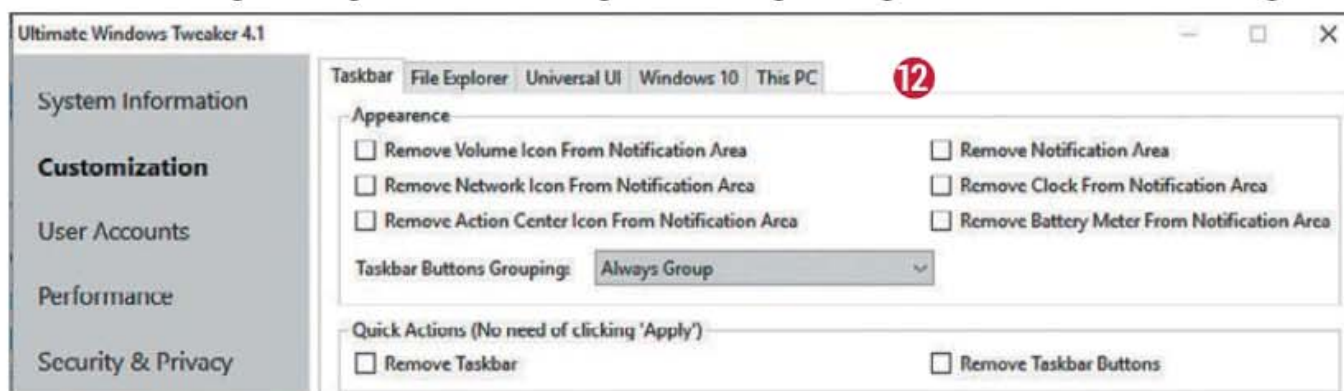 Ultimate Windows Tweaker 4.1
System Information
Customization
User Accounts
Performance
Security & Privacy
Taskbar File Explorer Universal UI Windows 10 This PC
12
Appearence
Remove Volume Icon From Notification Area
Remove Notification Area
Remove Network Icon From Notification Area
Remove Clock From Notification Area
Remove Action Center Icon From Notification Area
Remove Battery Meter From Notification Area
Taskbar Buttons Grouping: Always Group
Quick Actions (No need of clicking 'Apply')
Remove Taskbar
Remove Taskbar Buttons